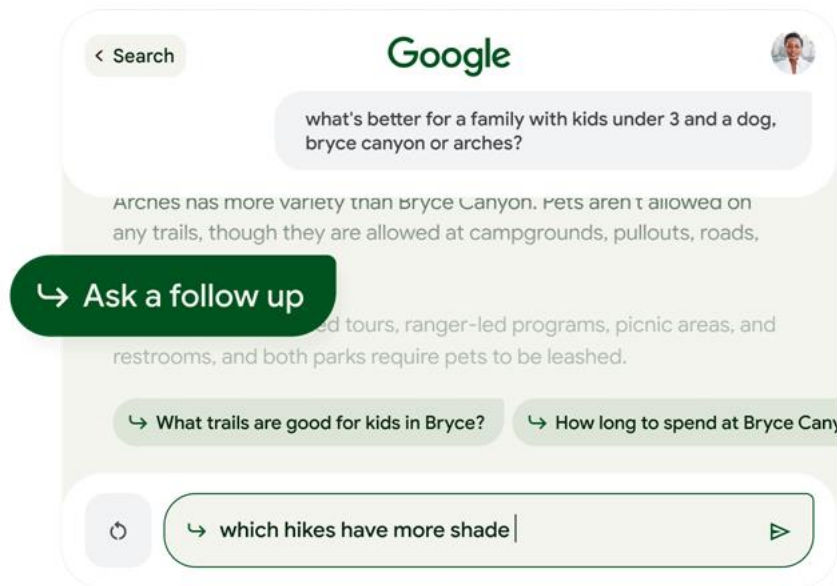 Search
Google
what's better for a family with kids under 3 and a dog,
bryce canyon or arches?
Arches has more variety than Bryce Canyon. Pets aren't allowed on
any trails, though they are allowed at campgrounds, pullouts, roads,
Ask a follow up
tours, ranger-led programs, picnic areas, and
restrooms, and both parks require pets to be leashed.
What trails are good for kids in Bryce?
How long to spend at Bryce
which hikes have more shade